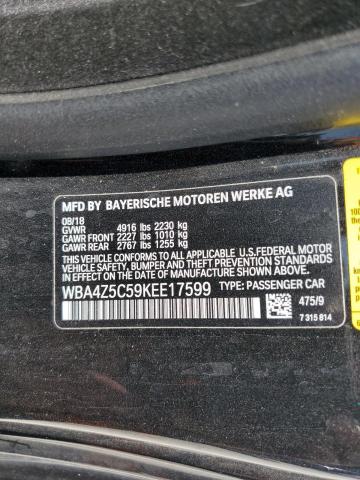 MFD BY BAYERISCHE MOTOREN WERKE AG
08/18
GVWR 4916 lbs 2230 kg
GAWR FRONT 2227 lbs 1010 kg
GAWR REAR 2767 lbs 1255 kg
THIS VEHICLE CONFORMS TO ALL APPLICABLE
U.S.FEDERAL MOTOR
VEHICLE SAFETY, BUMPER, AND THEFT PREVENTION STANDARDS
IN EFFECT ON THE
DATE OF MANUFACTURE SHOWN ABOVE.
WBA4Z5C59KEE17599 TYPE: PASSENGER CAR
475/9
7 315 814